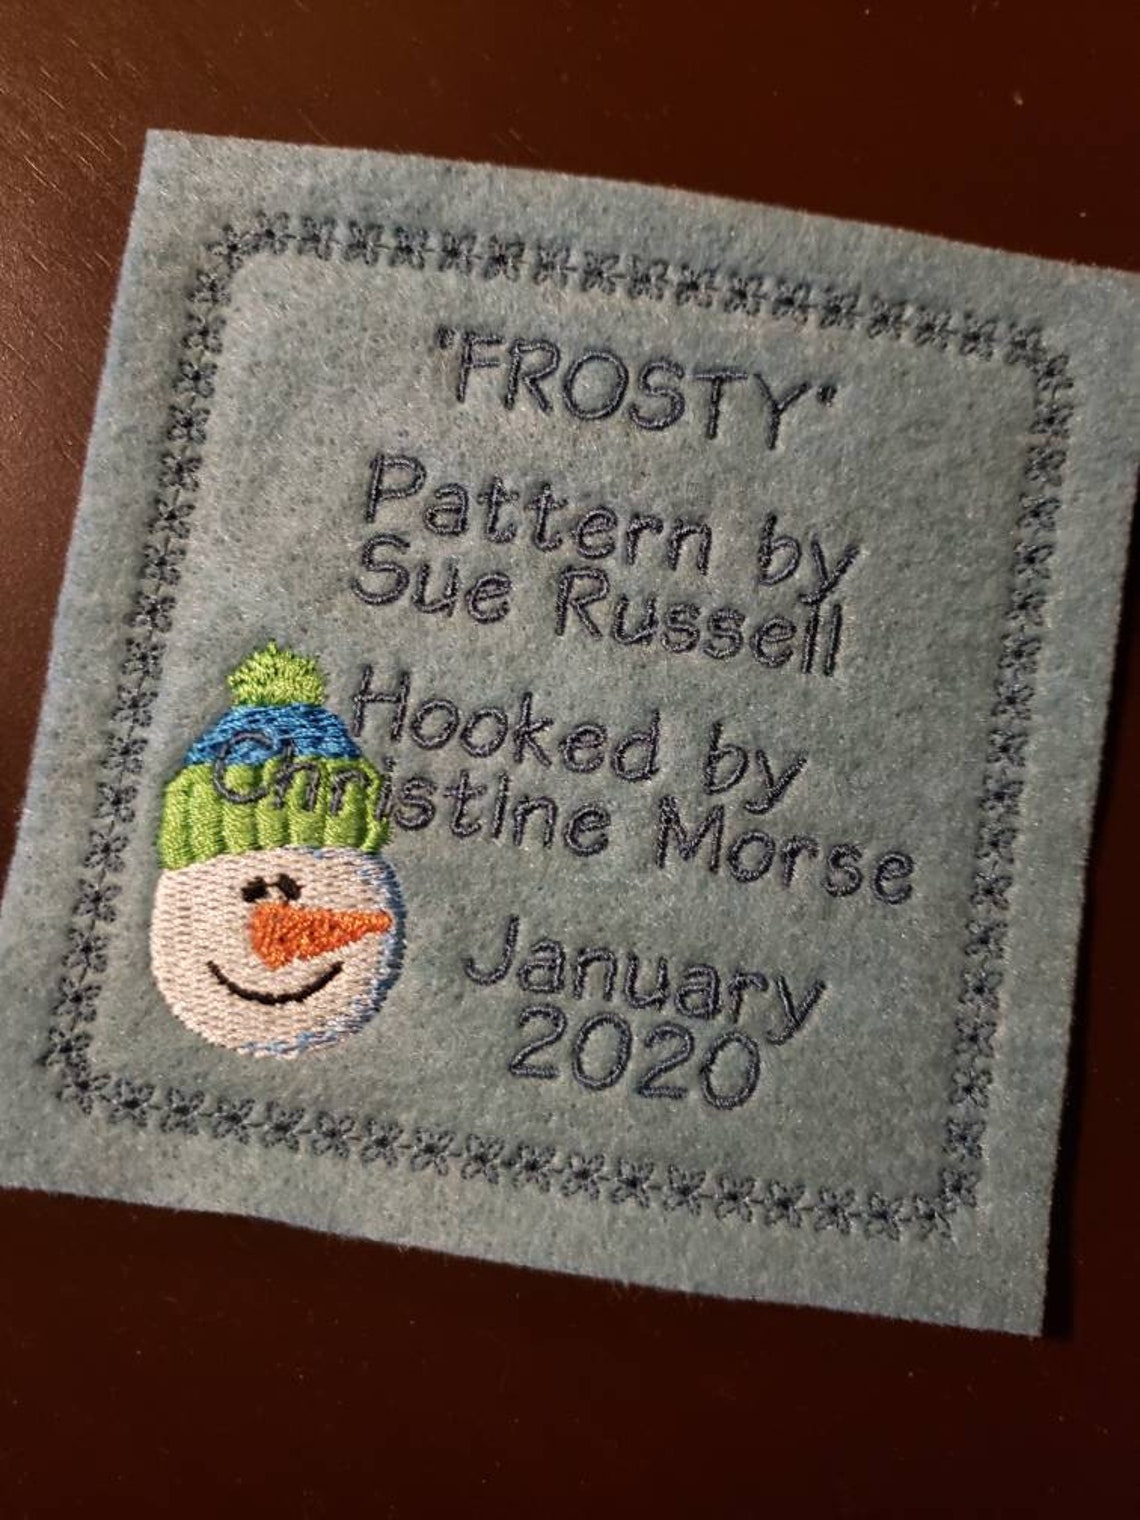 "FROSTY"
Pattern by
Sue Russell
Hooked by
Christine Morse
January
2020